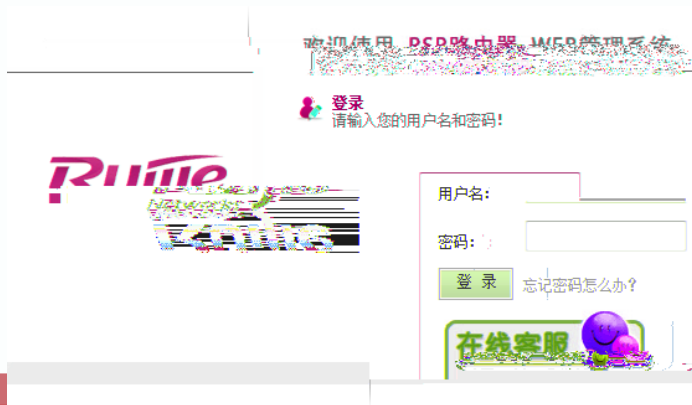 欢迎使用 RSR路由器 WEB管理系统
登录
请输入您的用户名和密码!
Ruijie
用户名:
密码:
登 录
忘记密码怎么办?
在线客服